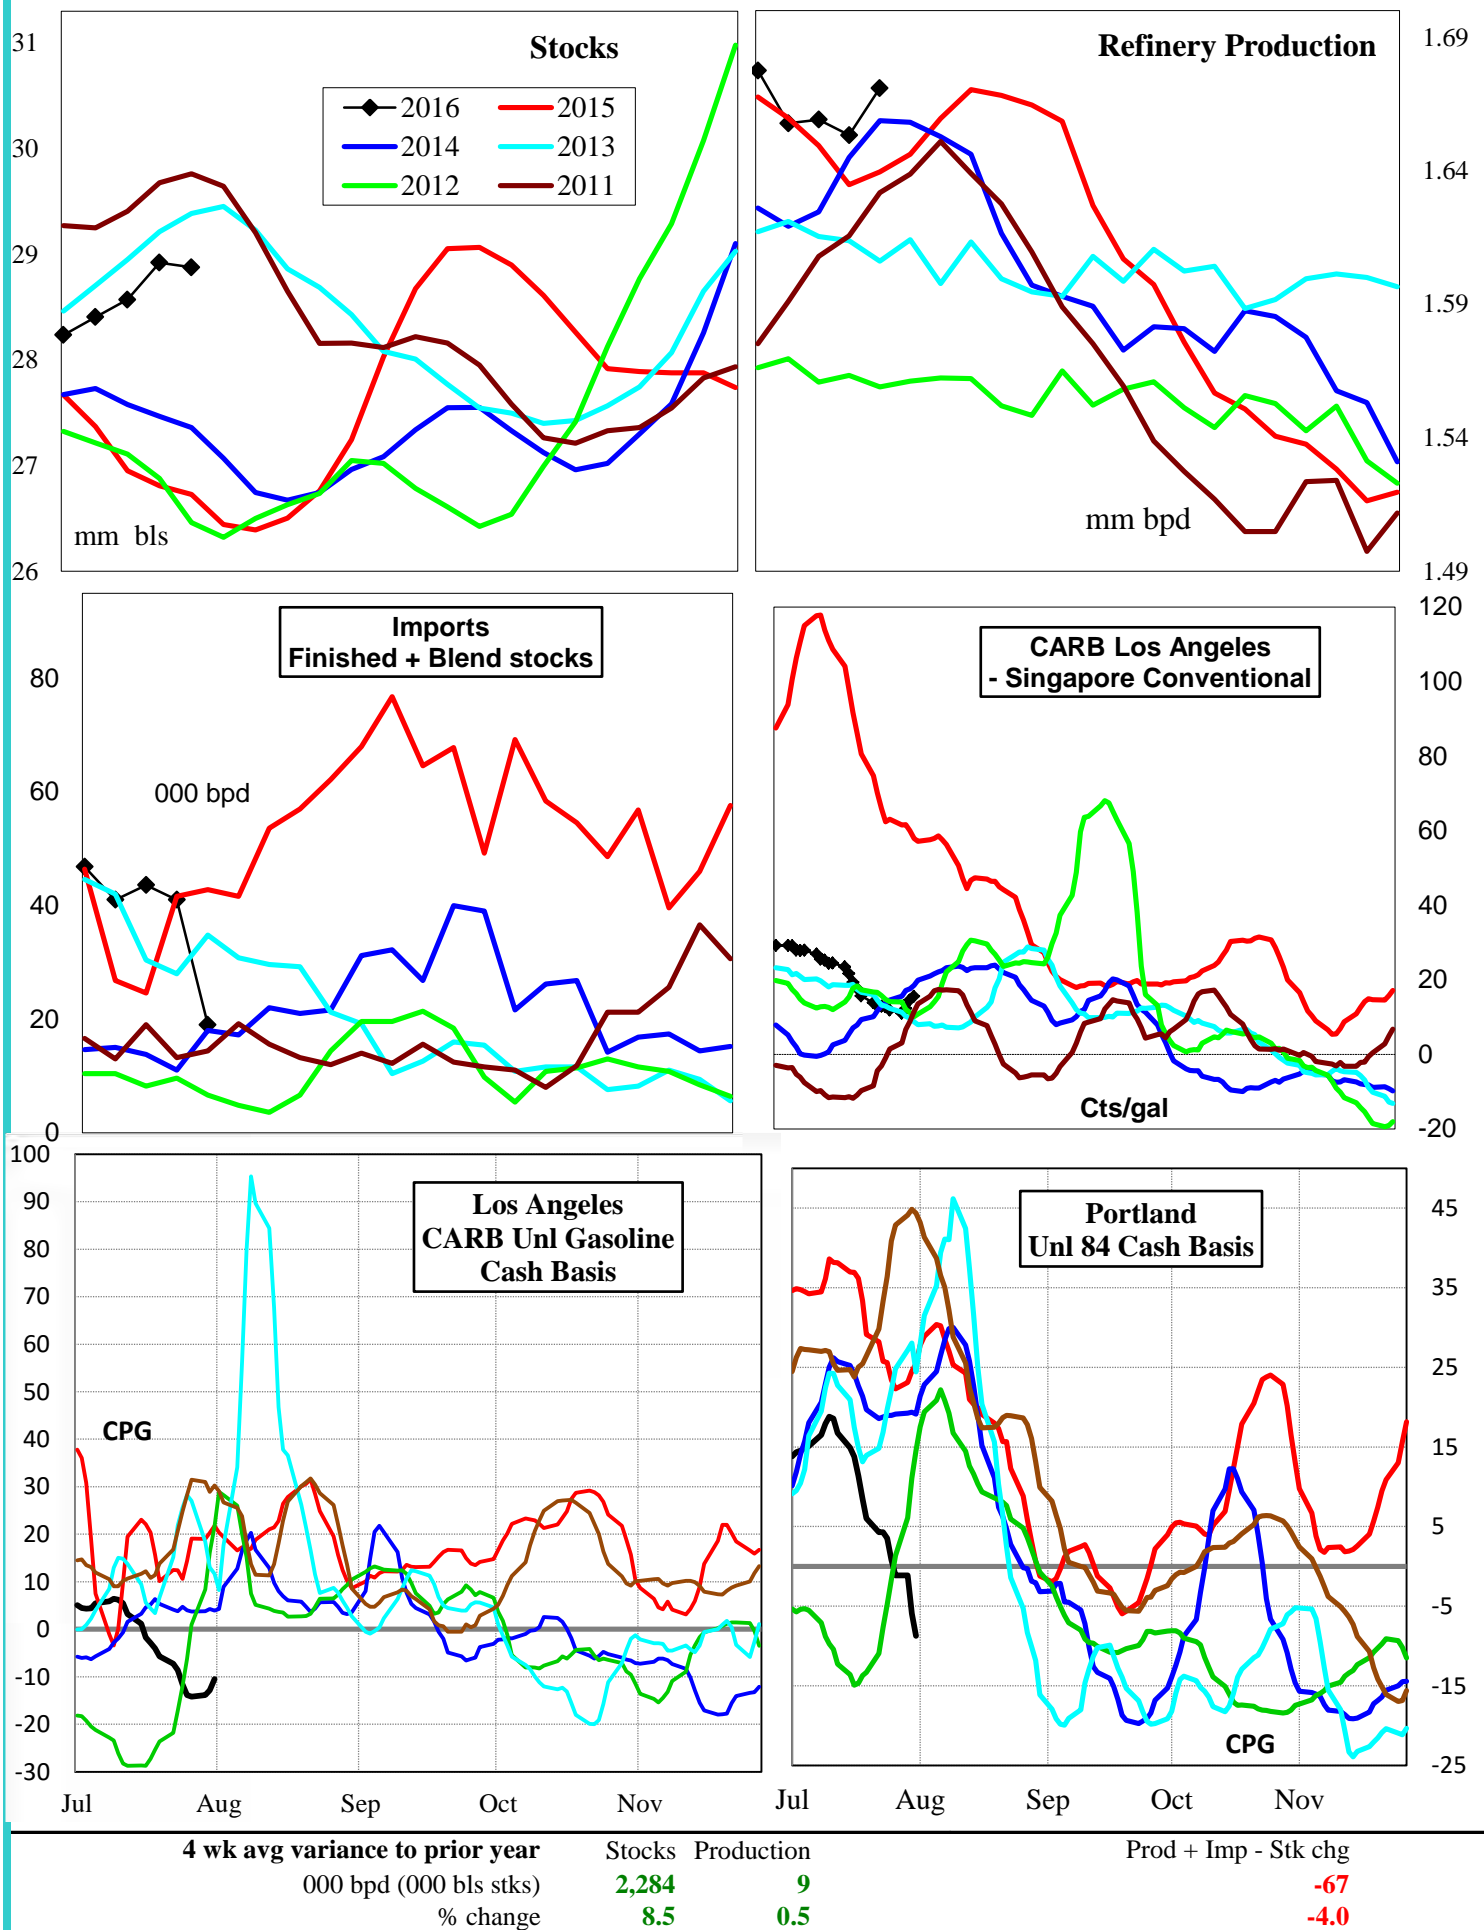 Stocks
31
30
29
28
27
26
2016
2015
2014
2013
2012
2011
mm bls
Refinery Production
1.69
1.64
1.59
1.54
1.49
mm bpd
Imports
Finished + Blend stocks
80
60
40
20
0
000 bpd
CARB Los Angeles
- Singapore Conventional
120
100
80
60
40
20
0
-20
Cts/gal
Los Angeles
CARB Unl Gasoline
Cash Basis
100
90
80
70
60
50
40
30
20
10
0
-10
-20
-30
CPG
Jul Aug Sep Oct Nov
Portland
Unl 84 Cash Basis
45
35
25
15
5
-5
-15
-25
CPG
Jul Aug Sep Oct Nov
4 wk avg variance to prior year Stocks Production Prod + Imp - Stk chg
000 bpd (000 bls stks) 2,284 9 -67
% change 8.5 0.5 -4.0